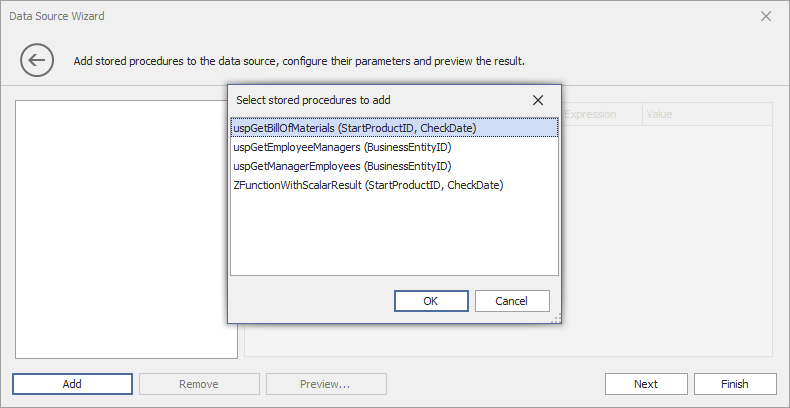 Data Source Wizard
Add stored procedures to the data source, configure their parameters and preview the result.
Select stored procedures to add
Expression
Value
uspGetBillOfMaterials (StartProductID, CheckDate)
uspGetEmployeeManagers (BusinessEntityID)
uspGetManagerEmployees (BusinessEntityID)
ZFunctionWithScalarResult (StartProductID, CheckDate)
OK
Cancel
Add
Remove
Preview...
Next
Finish